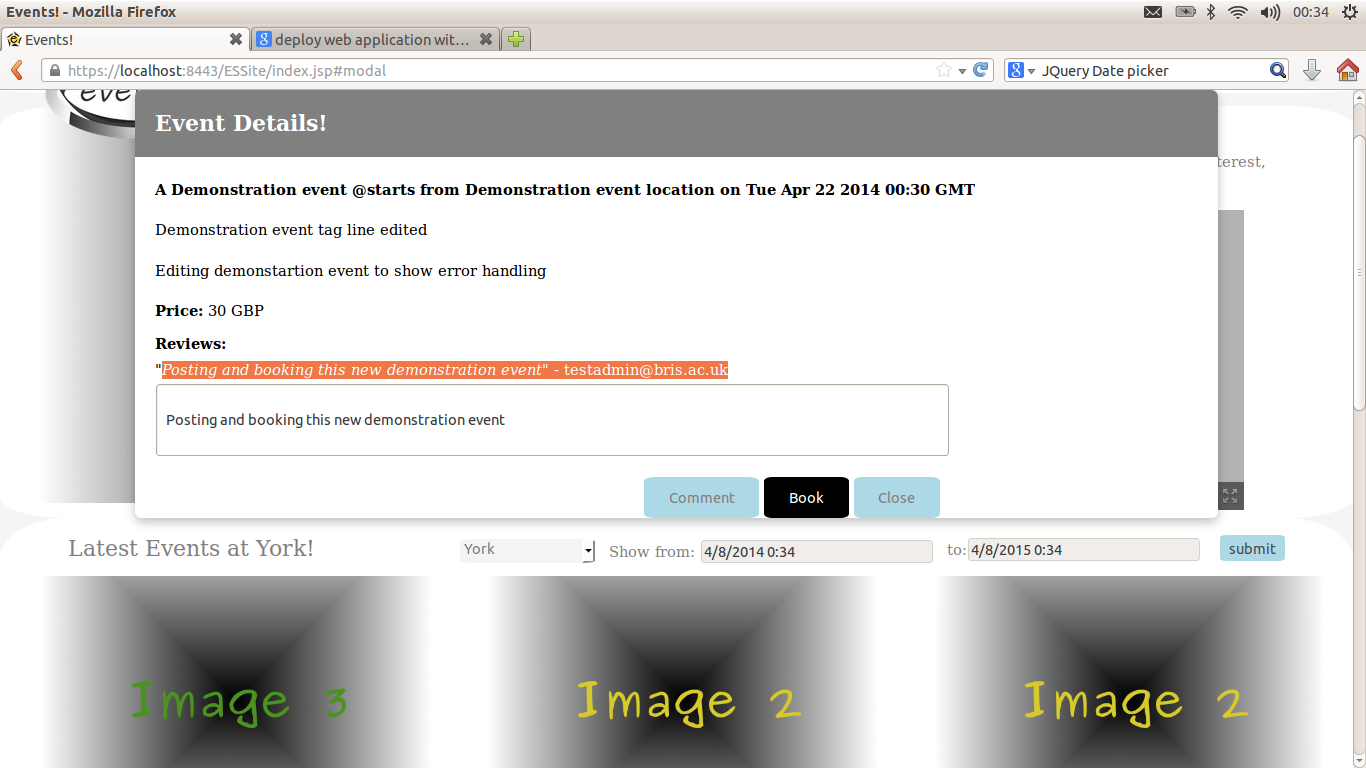 Events! - Mozilla Firefox
00:34
Events!
deploy web application wit...
https://localhost:8443/ESSite/index.jsp#modal
JQuery Date picker
eve
Event Details!
terest,
A Demonstration event @starts from Demonstration event location on Tue Apr 22 2014 00:30 GMT
Demonstration event tag line edited
Editing demonstartion event to show error handling
Price: 30 GBP
Reviews:
"Posting and booking this new demonstration event" - testadmin@bris.ac.uk
Posting and booking this new demonstration event
Comment Book Close
Latest Events at York! York Show from: 4/8/2014 0:34 to: 4/8/2015 0:34 submit
Image 3 Image 2 Image 2